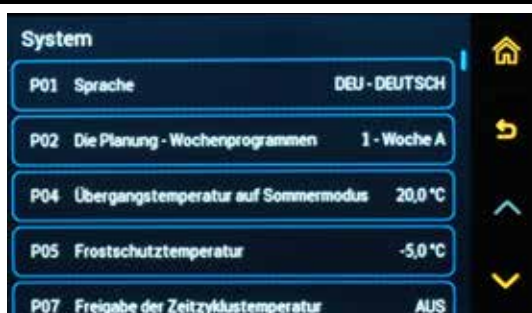 System
P01 Sprache DEU - DEUTSCH
P02 Die Planung - Wochenprogrammen 1 - Woche A
P04 Übergangstemperatur auf Sommermodus 20,0 °C
P05 Frostschutztemperatur -5,0 °C
P07 Freigabe der Zeitzyklustemperatur AUS